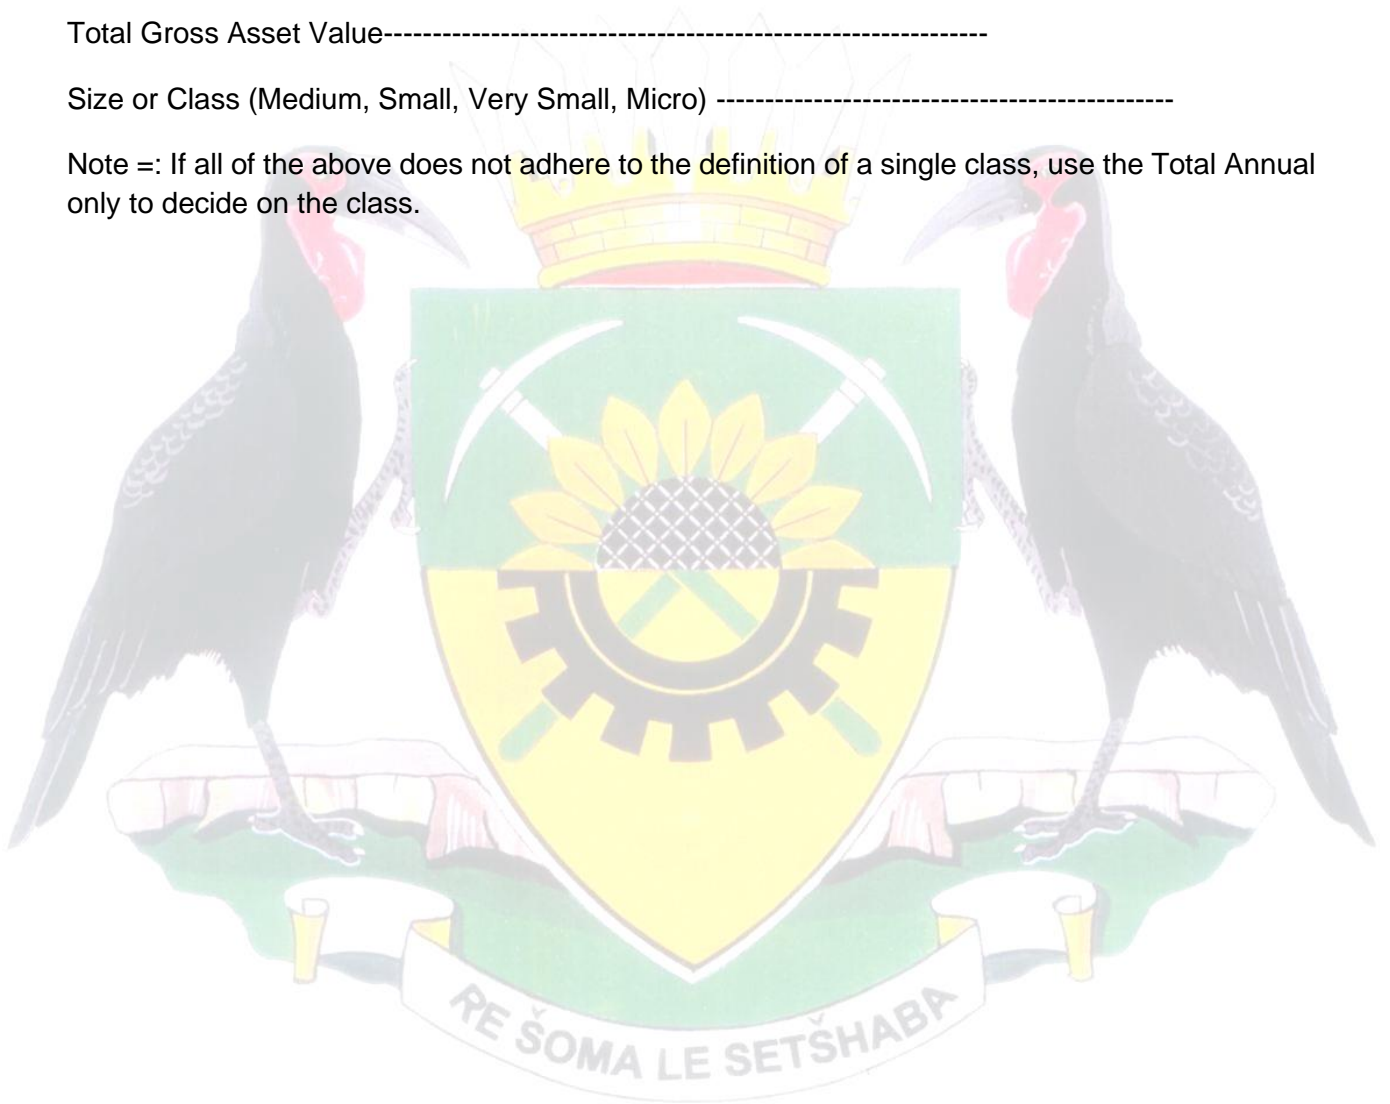 Total Gross Asset Value--------------------------------------------------------------
Size or Class (Medium, Small, Very Small, Micro) -----------------------------------------------
Note =: If all of the above does not adhere to the definition of a single class, use the Total Annual
only to decide on the class.
RE ŠOMA LE SETŠHABA